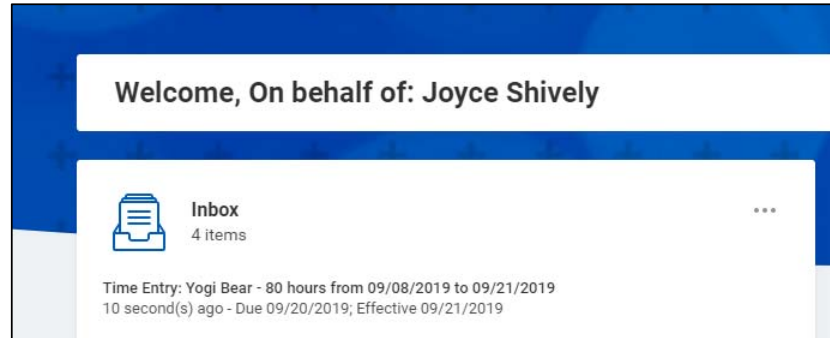 Welcome, On behalf of: Joyce Shively
Inbox
4 items
Time Entry: Yogi Bear - 80 hours from 09/08/2019 to 09/21/2019
10 second(s) ago - Due 09/20/2019; Effective 09/21/2019